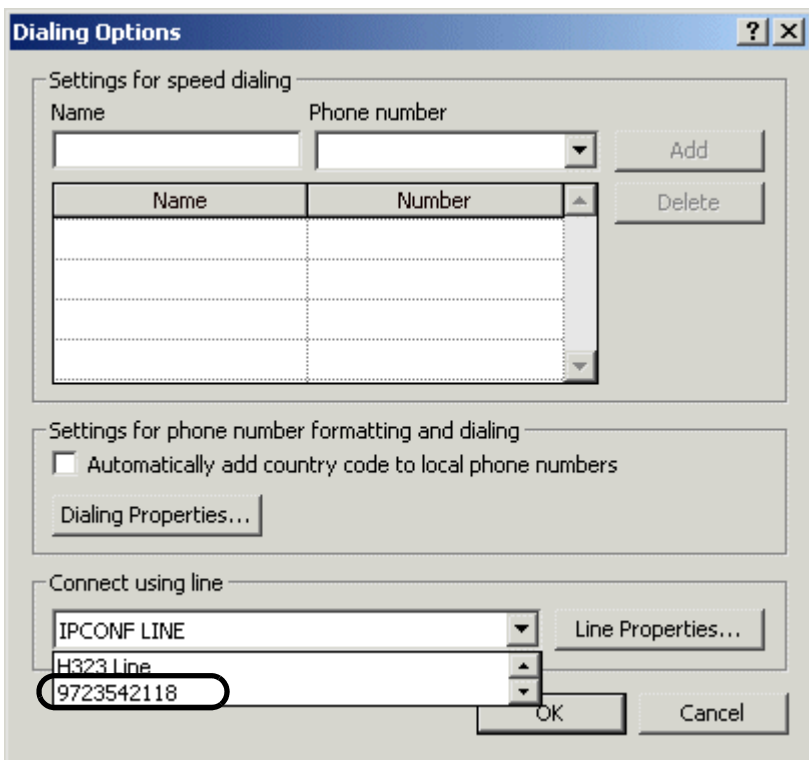 Dialing Options
Settings for speed dialing
Name Phone number
Add
Name Number
Delete
Settings for phone number formatting and dialing
Automatically add country code to local phone numbers
Dialing Properties...
Connect using line
IPCONF LINE
Line Properties...
H323 Line
9723542118
OK Cancel